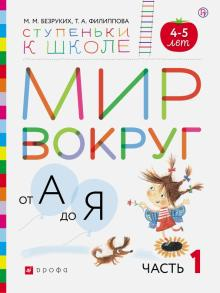 М. М. БЕЗРУКИХ, Т. А. ФИЛИППОВА
СТУПЕНЬКИ
К ШКОЛЕ
4-5
лет
МИР
ВОКРУГ
от А до Я
дрофа
ЧАСТЬ 1